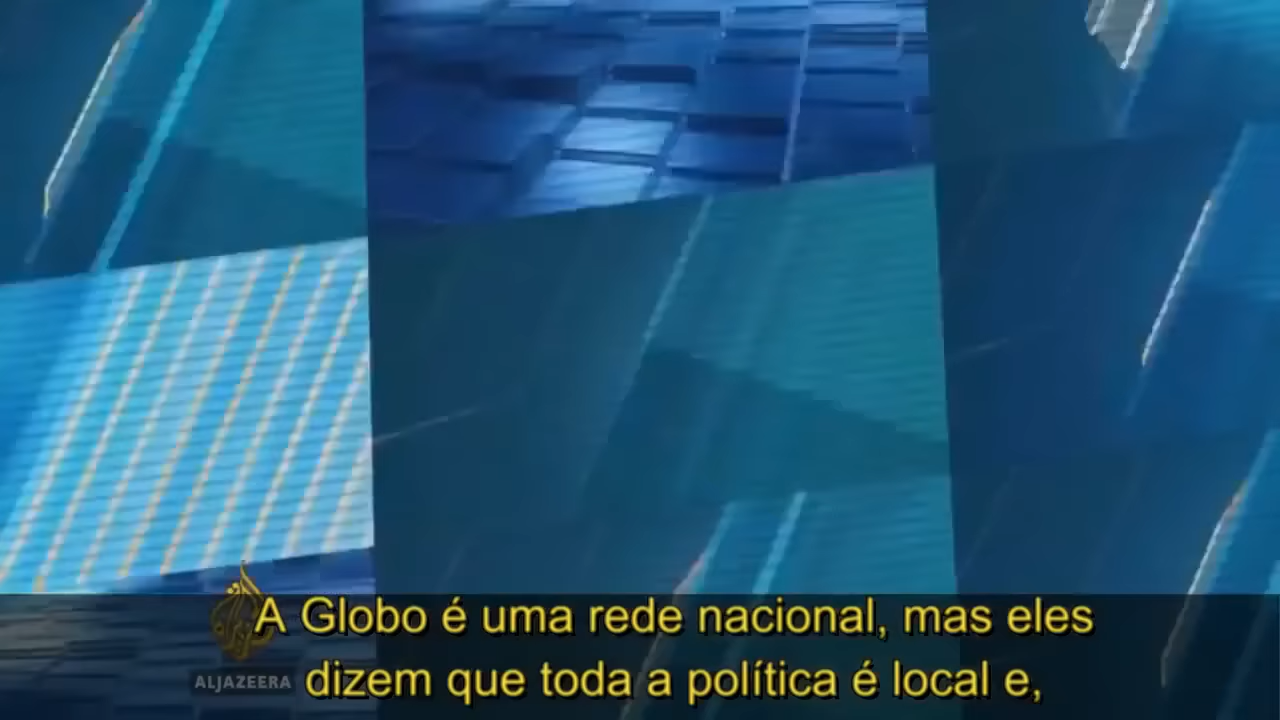 A Globo é uma rede nacional, mas eles
dizem que toda a política é local e,
ALJAZEERA